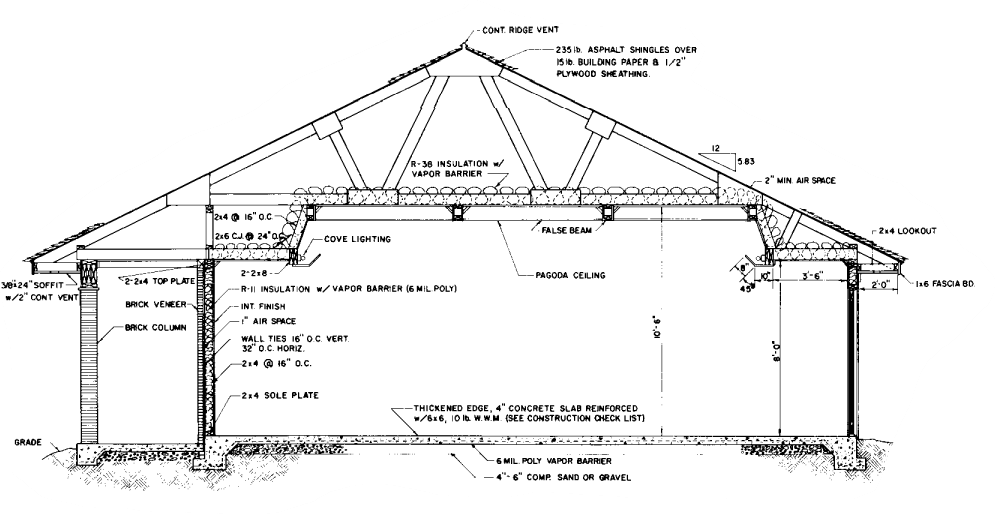 CONT. RIDGE VENT
235 lb. ASPHALT SHINGLES OVER
15 lb. BUILDING PAPER & 1/2"
PLYWOOD SHEATHING.
12
5.83
R-38 INSULATION w/
VAPOR BARRIER
2" MIN. AIR SPACE
2x4 @ 16" O.C.
2x6 C.J. @ 24" O.C.
COVE LIGHTING
FALSE BEAM
2x4 LOOKOUT
2-2x8
PAGODA CEILING
8"
10"
45°
3'-6"
2'-0"
1x6 FASCIA BD.
3/8"x24" SOFFIT
w/2" CONT VENT
2-2x4 TOP PLATE
R-11 INSULATION w/ VAPOR BARRIER (6 MIL. POLY)
BRICK VENEER
INT. FINISH
1" AIR SPACE
BRICK COLUMN
WALL TIES 16" O.C. VERT.
32" O.C. HORIZ.
10'-6"
8'-0"
2x4 @ 16" O.C.
2x4 SOLE PLATE
THICKENED EDGE, 4" CONCRETE SLAB REINFORCED
w/6x6, 10 lb. W.W.M. (SEE CONSTRUCTION CHECK LIST)
GRADE
6 MIL. POLY VAPOR BARRIER
4"- 6" COMP. SAND OR GRAVEL